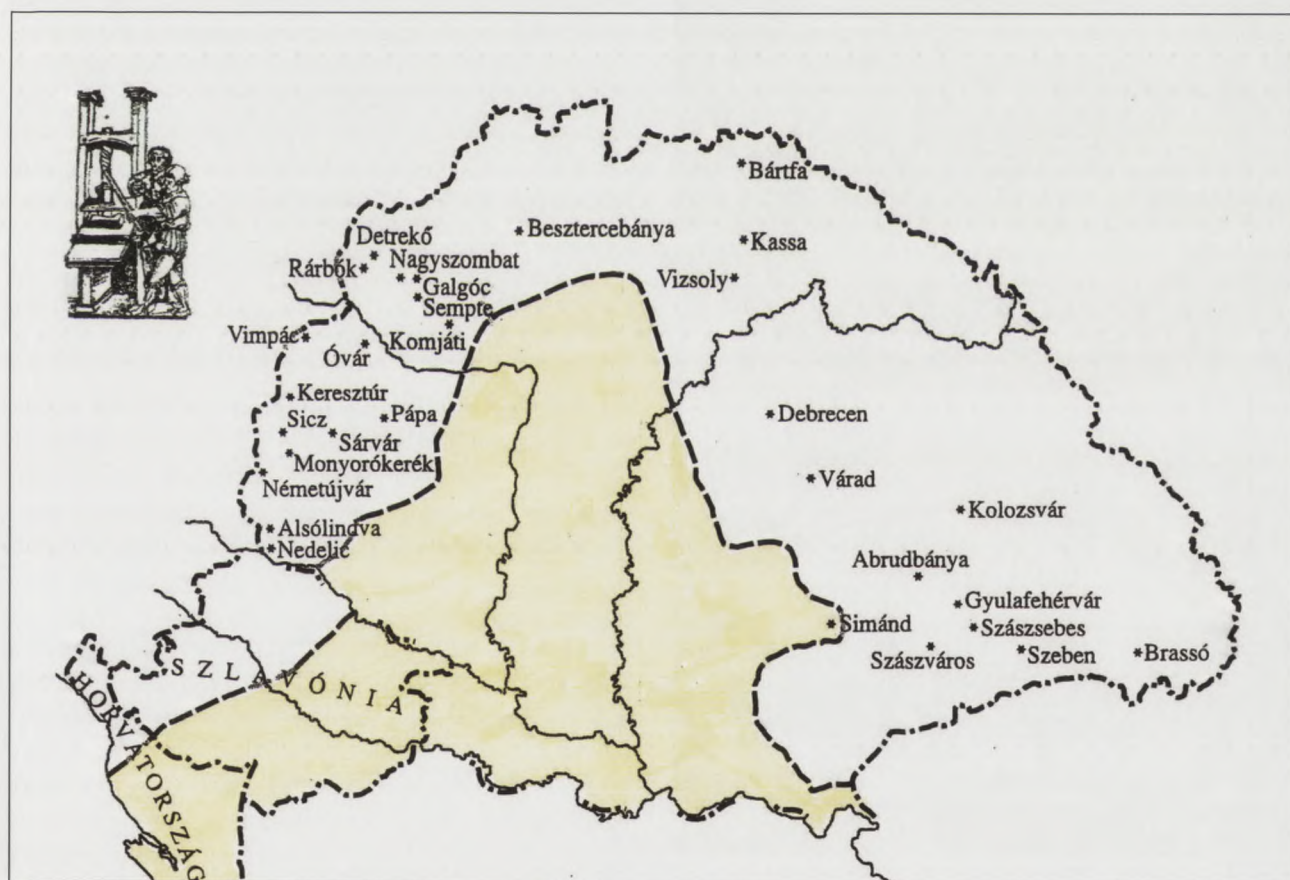 Bártfa
Besztercebánya
Kassa
Detrekő
Nagyszombat
Rárbók
Galgóc
Vizsoly
Sempte
Vimpác
Óvár
Komjáti
Keresztúr
Pápa
Sicz
Sárvár
Debrecen
Monyorókerék
Németújvár
Várad
Kolozsvár
Alsólindva
Nedelic
Abrudbánya
Gyulafehérvár
Simánd
Szászsebes
Szászváros
Szeben
Brassó
SZLAVÓNIA
HORVÁTORSZÁG